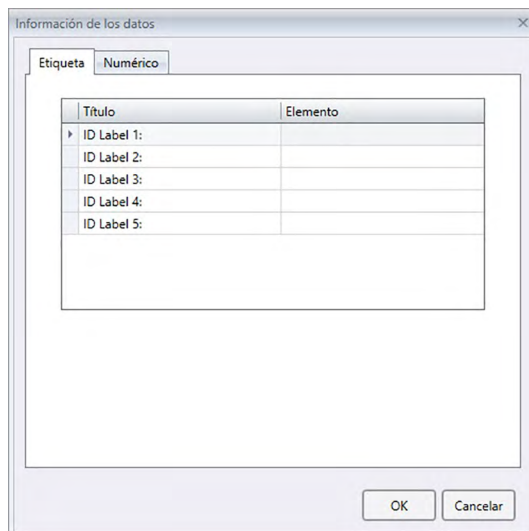 Información de los datos
Etiqueta Numérico
Título Elemento
ID Label 1:
ID Label 2:
ID Label 3:
ID Label 4:
ID Label 5:
OK Cancelar